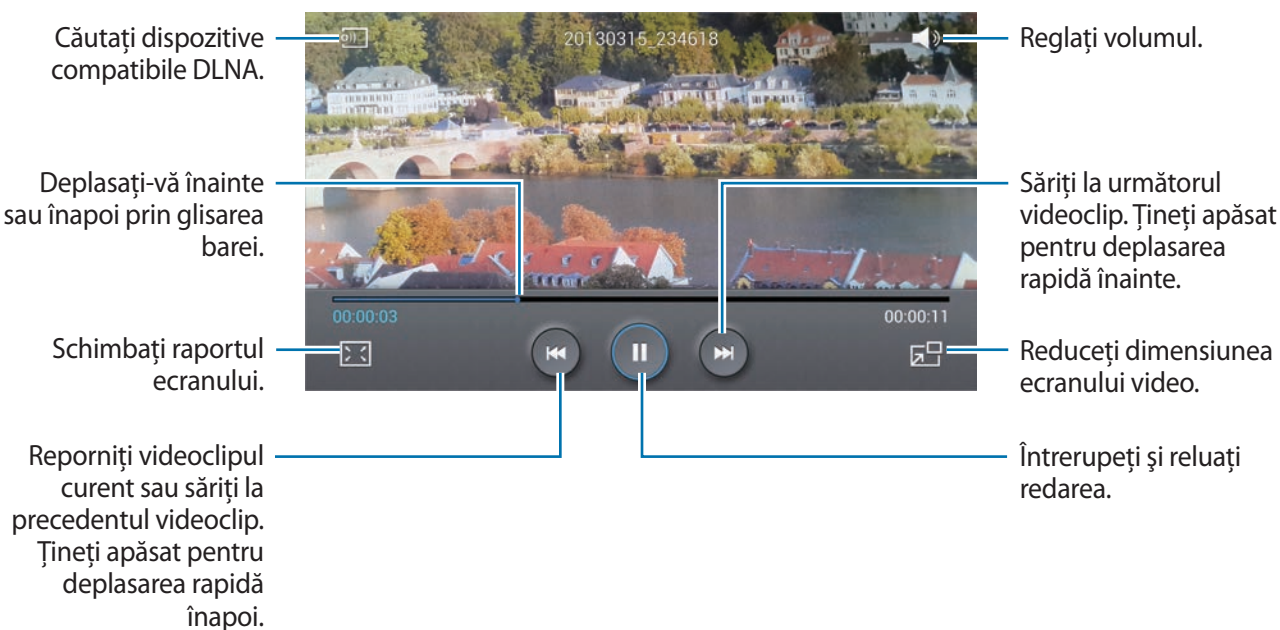 Căutați dispozitive
compatibile DLNA.
Deplasați-vă înainte
sau înapoi prin glisarea
barei.
Schimbați raportul
ecranului.
Reporniți videoclipul
curent sau săriți la
precedentul videoclip.
Țineți apăsat pentru
deplasarea rapidă
înapoi.
20130315_234618
00:00:03
00:00:11
Reglați volumul.
Săriți la următorul
videoclip. Țineți apăsat
pentru deplasarea
rapidă înainte.
Reduceți dimensiunea
ecranului video.
Întrerupeți şi reluați
redarea.